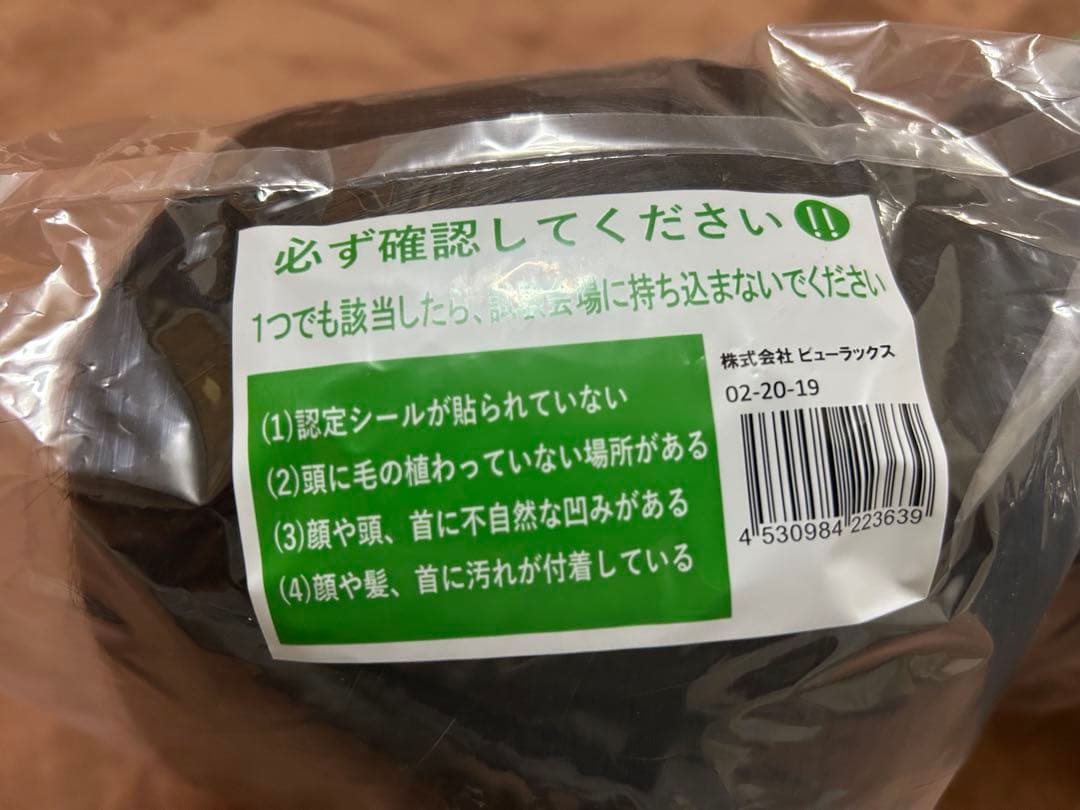 必ず確認してください!!
1つでも該当したら、試験会場に持ち込まないでください
(1)認定シールが貼られていない
(2)頭に毛の植わっていない場所がある
(3)顔や頭、首に不自然な凹みがある
(4)顔や髪、首に汚れが付着している
株式会社 ピューラックス
02-20-19
4 530984 223639